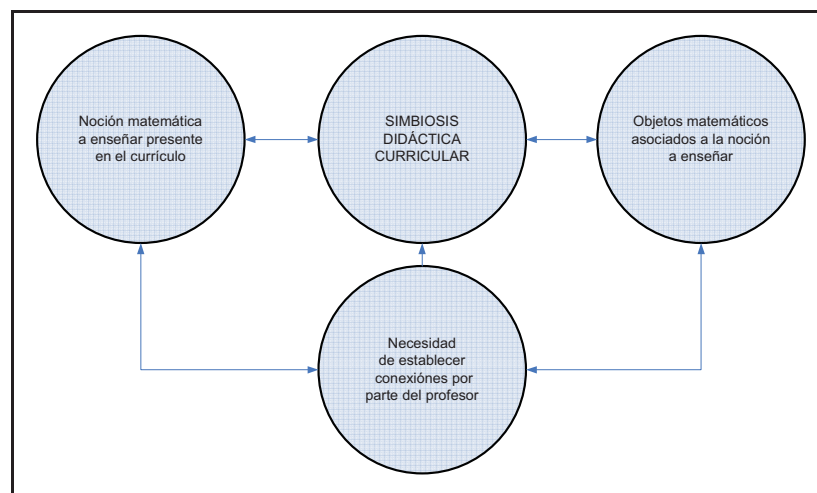 Noción matemática
a enseñar presente
en el currículo
SIMBIOSIS
DIDÁCTICA
CURRICULAR
Objetos matemáticos
asociados a la noción
a enseñar
Necesidad
de establecer
conexiónes por
parte del profesor